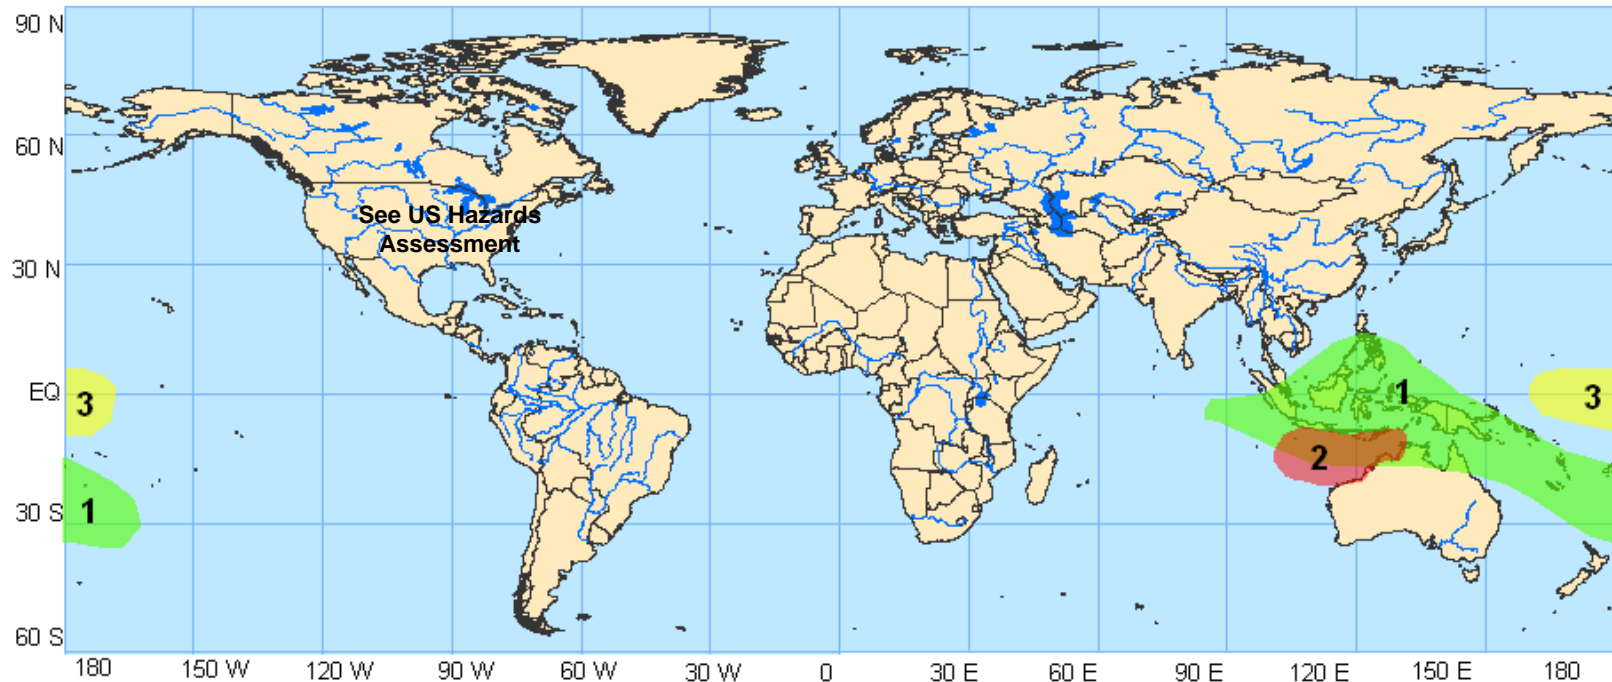 90 N
60 N
See US Hazards
Assessment
30 N
EQ
3
1
3
2
1
30 S
60 S
180 150 W 120 W 90 W 60 W 30 W 0 30 E 60 E 90 E 120 E 150 E 180